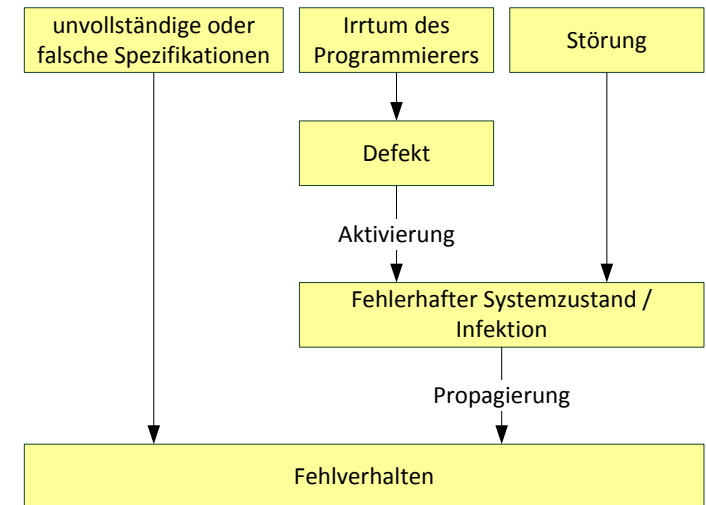 unvollständige oder
falsche Spezifikationen
Irrtum des
Programmierers
Störung
Defekt
Aktivierung
Fehlerhafter Systemzustand /
Infektion
Propagierung
Fehlverhalten